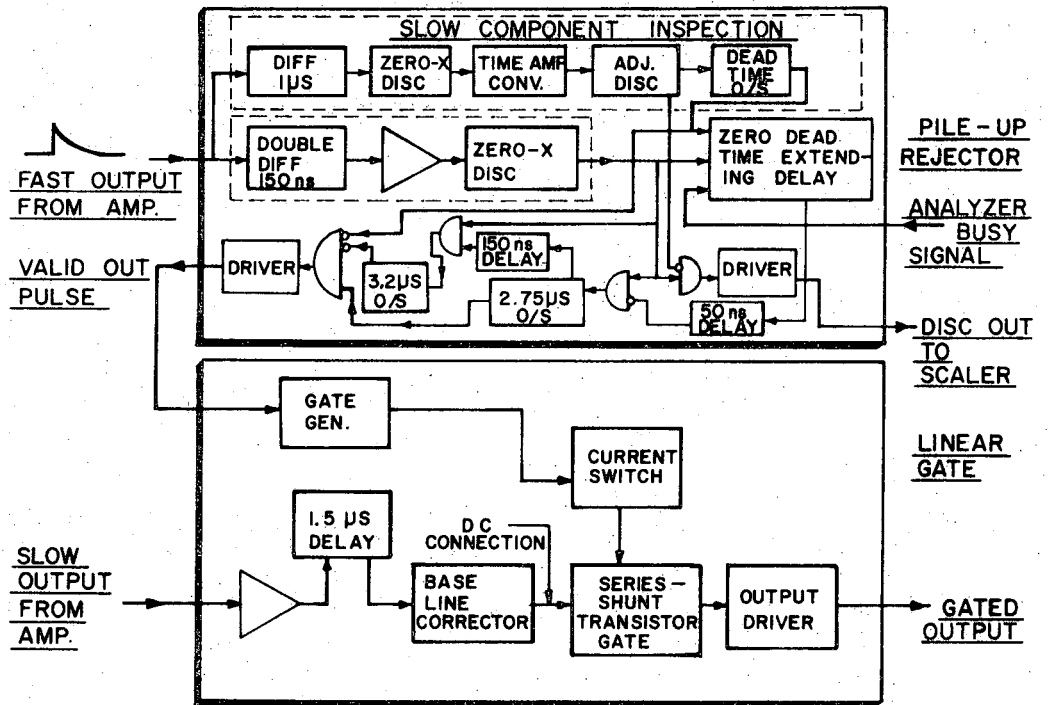 SLOW COMPONENT INSPECTION
DIFF
1µS
ZERO-X
DISC
TIME AMP
CONV.
ADJ.
DISC
DEAD
TIME
O/S
DOUBLE
DIFF
150 ns
ZERO-X
DISC
ZERO DEAD
TIME EXTEND-
ING DELAY
PILE-UP
REJECTOR
FAST OUTPUT
FROM AMP.
ANALYZER
BUSY
SIGNAL
VALID OUT
PULSE
DRIVER
3.2µS
O/S
150 ns
DELAY.
2.75µS
O/S
DRIVER
50 ns
DELAY
DISC OUT
TO
SCALER
GATE
GEN.
CURRENT
SWITCH
LINEAR
GATE
1.5 µS
DELAY
DC
CONNECTION
SLOW
OUTPUT
FROM
AMP.
BASE
LINE
CORRECTOR
SERIES-
SHUNT
TRANSISTOR
GATE
OUTPUT
DRIVER
GATED
OUTPUT